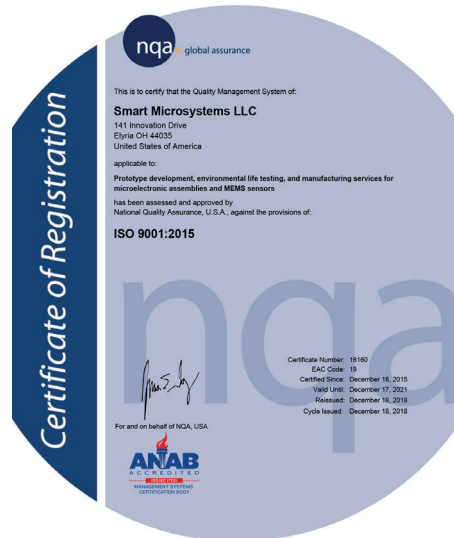 nqa. global assurance
This is to certify that the Quality Management System of:
Smart Microsystems LLC
141 Innovation Drive
Elyria OH 44035
United States of America
applicable to:
Prototype development, environmental life testing, and manufacturing services for
microelectronic assemblies and MEMS sensors
has been assessed and approved by
National Quality Assurance, U.S.A., against the provisions of:
ISO 9001:2015
Certificate of Registration
nqa
Certificate Number: 16160
EAC Code: 19
Certified Since: December 18, 2015
Valid Until: December 17, 2021
Reissued: December 18, 2018
Cycle Issued: December 18, 2018
For and on behalf of NQA, USA
ANAB
ACCREDITED
MANAGEMENT SYSTEMS
CERTIFICATION BODY